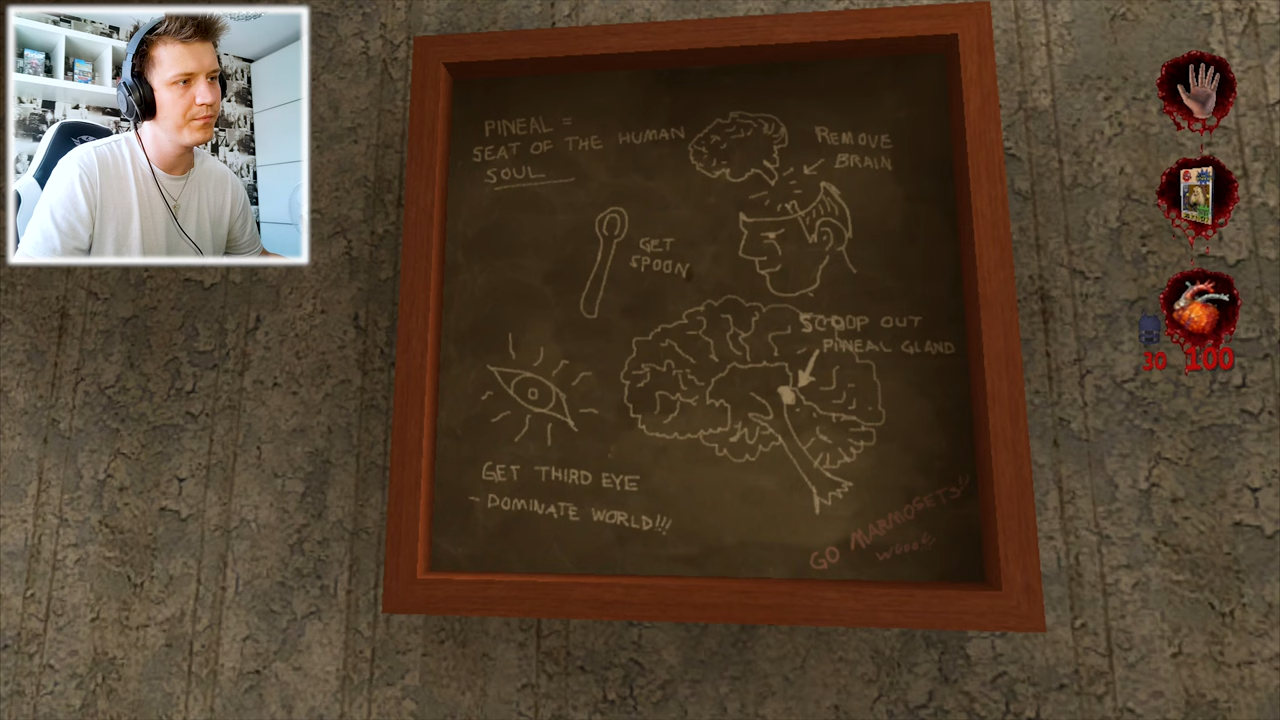 PINEAL =
SEAT OF THE HUMAN
SOUL
REMOVE
BRAIN
GET
SPOON
SCOOP OUT
PINEAL GLAND
GET THIRD EYE
- DOMINATE WORLD!!!
GO MARMOSETS!!
WOOO!!
30 100